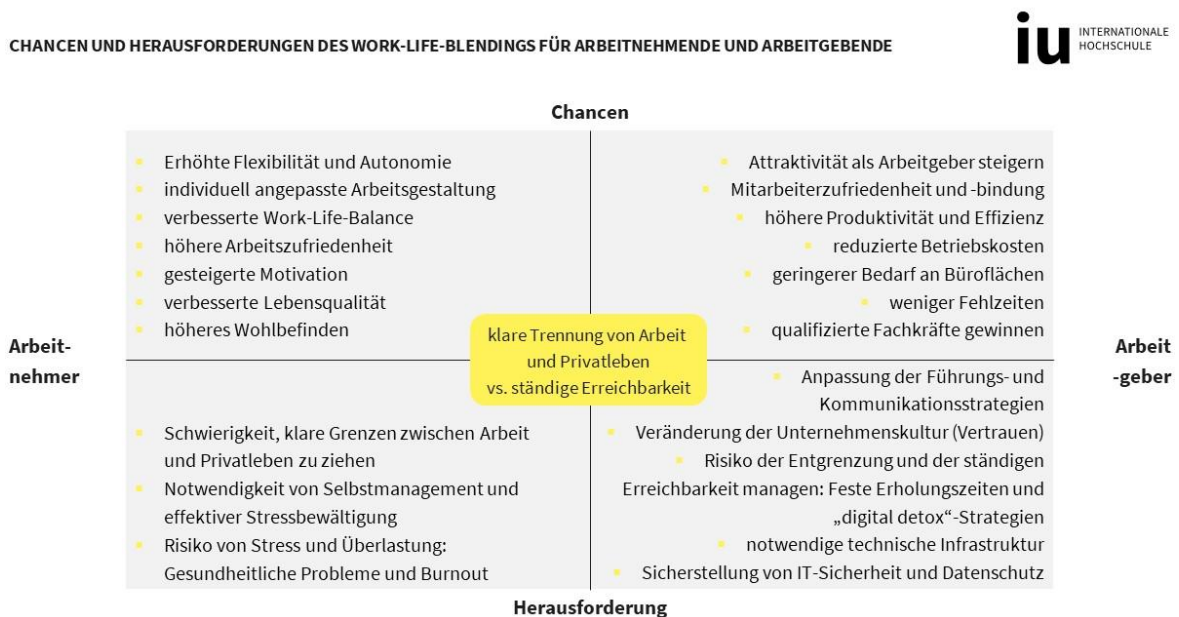 CHANCEN UND HERAUSFORDERUNGEN DES WORK-LIFE-BLENDINGS FÜR ARBEITNEHMENDE UND ARBEITGEBENDE
iu INTERNATIONALE
HOCHSCHULE
Chancen
Erhöhte Flexibilität und Autonomie
individuell angepasste Arbeitsgestaltung
verbesserte Work-Life-Balance
höhere Arbeitszufriedenheit
gesteigerte Motivation
verbesserte Lebensqualität
höheres Wohlbefinden
Attraktivität als Arbeitgeber steigern
Mitarbeiterzufriedenheit und -bindung
höhere Produktivität und Effizienz
reduzierte Betriebskosten
geringerer Bedarf an Büroflächen
weniger Fehlzeiten
qualifizierte Fachkräfte gewinnen
Arbeit-
nehmer
klare Trennung von Arbeit
und Privatleben
vs. ständige Erreichbarkeit
Arbeit
-geber
Schwierigkeit, klare Grenzen zwischen Arbeit
und Privatleben zu ziehen
Notwendigkeit von Selbstmanagement und
effektiver Stressbewältigung
Risiko von Stress und Überlastung:
Gesundheitliche Probleme und Burnout
Anpassung der Führungs- und
Kommunikationsstrategien
Veränderung der Unternehmenskultur (Vertrauen)
Risiko der Entgrenzung und der ständigen
Erreichbarkeit managen: Feste Erholungszeiten und
„digital detox“-Strategien
notwendige technische Infrastruktur
Sicherstellung von IT-Sicherheit und Datenschutz
Herausforderung